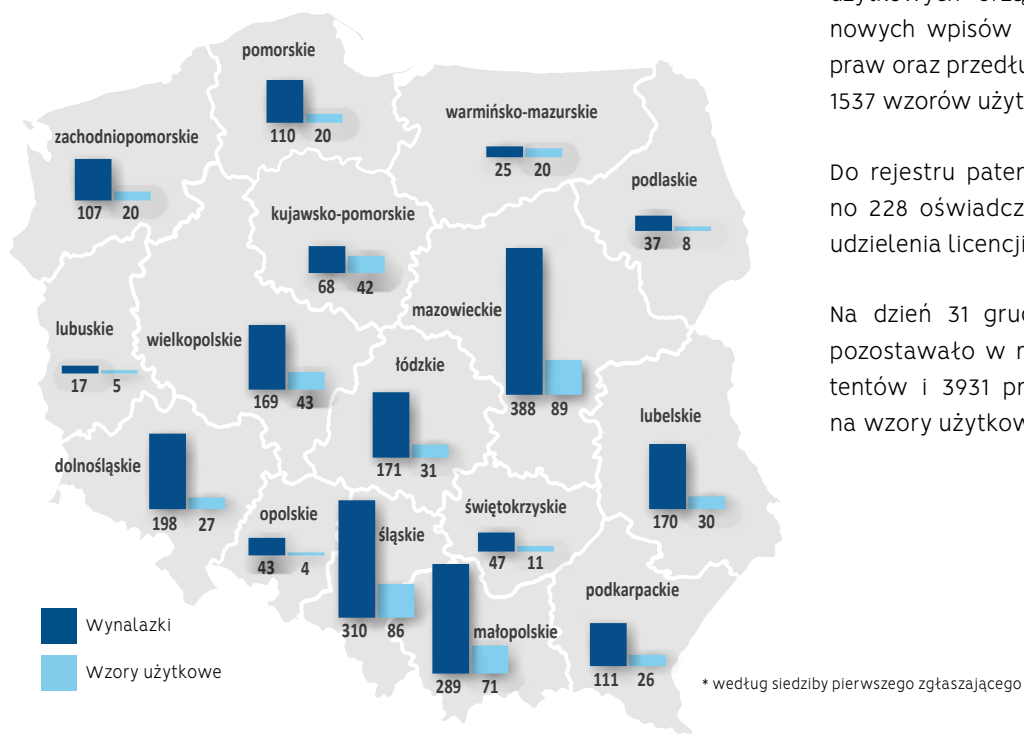 pomorskie
110 20
warmińsko-mazurskie
25 20
zachodniopomorskie
107 20
podlaskie
37 8
kujawsko-pomorskie
68 42
mazowieckie
388 89
lubuskie
17 5
wielkopolskie
169 43
łódzkie
171 31
lubelskie
170 30
dolnośląskie
198 27
opolskie
43 4
śląskie
310 86
świętokrzyskie
47 11
małopolskie
289 71
podkarpackie
111 26
Wynalazki
Wzory użytkowe
* według siedziby pierwszego zgłaszającego
nowych wpisów
praw oraz przedłu
1537 wzorów użyt
Do rejestru paten
no 228 oświadcz
udzielenia licencji
Na dzień 31 gru
pozostawało w
tentów i 3931 pr
na wzory użytkow